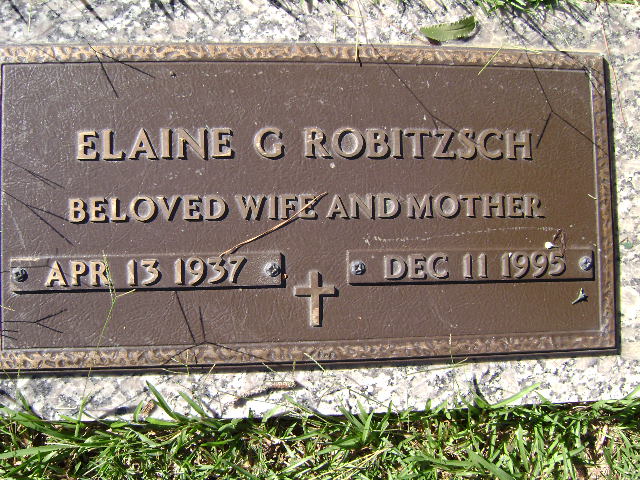 ELAINE G ROBITZSCH
BELOVED WIFE AND MOTHER
APR 13 1937 DEC 11 1995